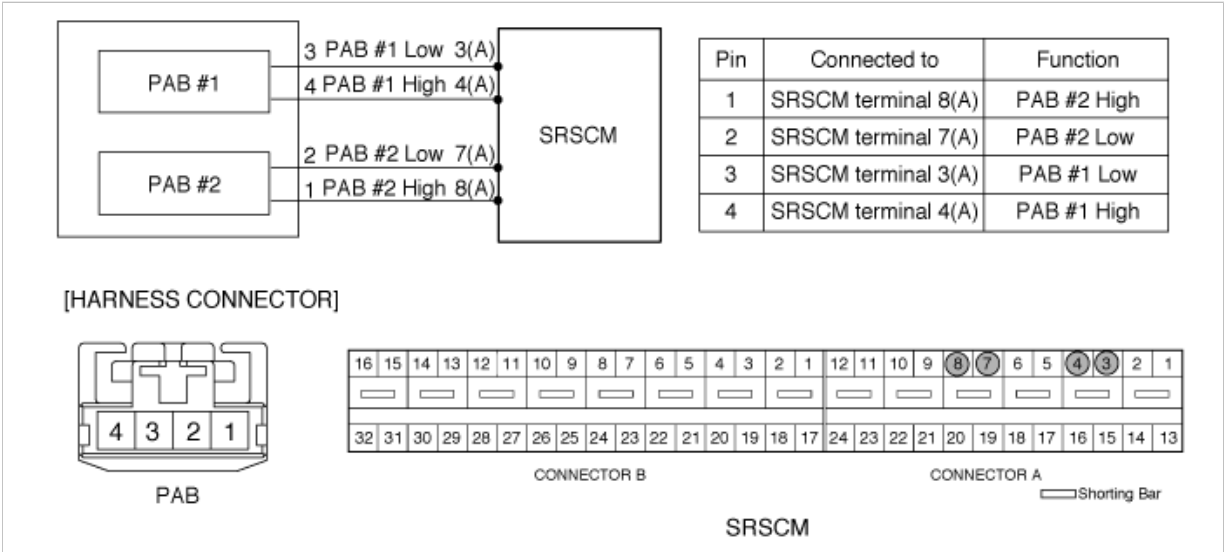 3 PAB #1 Low 3(A)
PAB #1
4 PAB #1 High 4(A)
SRSCM
2 PAB #2 Low 7(A)
PAB #2
1 PAB #2 High 8(A)
Pin Connected to Function
1 SRSCM terminal 8(A) PAB #2 High
2 SRSCM terminal 7(A) PAB #2 Low
3 SRSCM terminal 3(A) PAB #1 Low
4 SRSCM terminal 4(A) PAB #1 High
[HARNESS CONNECTOR]
4 3 2 1
PAB
16 15 14 13 12 11 10 9 8 7 6 5 4 3 2 1 12 11 10 9 8 7 6 5 4 3 2 1
32 31 30 29 28 27 26 25 24 23 22 21 20 19 18 17 24 23 22 21 20 19 18 17 16 15 14 13
CONNECTOR B CONNECTOR A
Shorting Bar
SRSCM